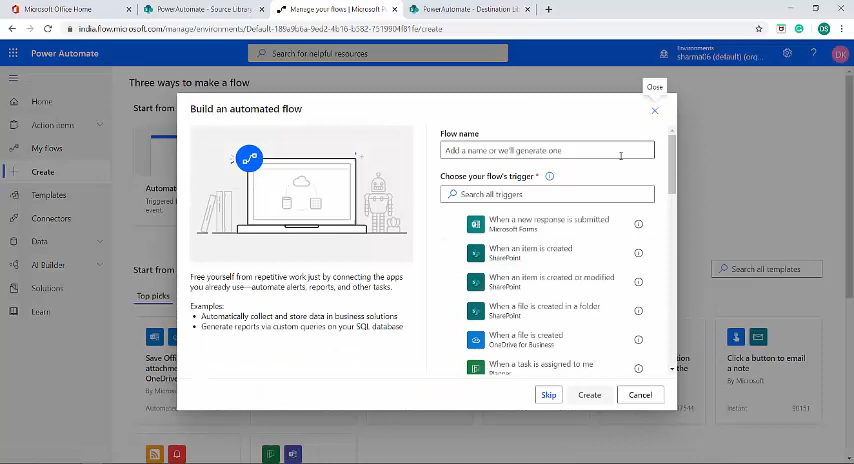 Microsoft Office Home
PowerAutomate - Source Library
Manage your flows | Microsoft P
PowerAutomate - Destination Li
india.flow.microsoft.com/manage/environments/Default-189a9b6a-9ed2-4b16-b582-7519904f81fe/create
DS
Power Automate
Search for helpful resources
Environments
sharma06 (default) (org...
DK
Three ways to make a flow
Close
Start from
Home
Action items
My flows
Create
Templates
Connectors
Data
AI Builder
Solutions
Learn
Build an automated flow
Flow name
Add a name or we'll generate one
Choose your flow's trigger *
Search all triggers
When a new response is submitted
Microsoft Forms
When an item is created
SharePoint
When an item is created or modified
SharePoint
When a file is created in a folder
SharePoint
When a file is created
OneDrive for Business
When a task is assigned to me
Planner
Free yourself from repetitive work just by connecting the apps
you already use—automate alerts, reports, and other tasks.
Examples:
• Automatically collect and store data in business solutions
• Generate reports via custom queries on your SQL database
Skip
Create
Cancel
Automate
Triggered
event.
Start from
Top picks
Search all templates
Save Offi
attachme
OneDrive
By Micros
Automate
Click a button to email
a note
By Microsoft
Instant
90151